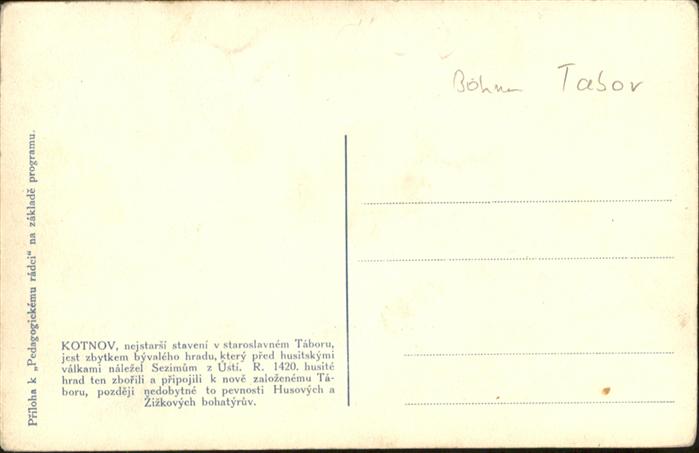 Böhmen Tabor
Příloha k „Pedagogickému rádci“ na základě programu.
KOTNOV, nejstarší stavení v staroslavném Táboru,
jest zbytkem bývalého hradu, který před husitskými
válkami náležel Sezimům z Ústí. R. 1420. husité
hrad ten zbořili a připojili k nově založenému Tá-
boru, později nedobytné to pevnosti Husových a
Žižkových bohatýrův.